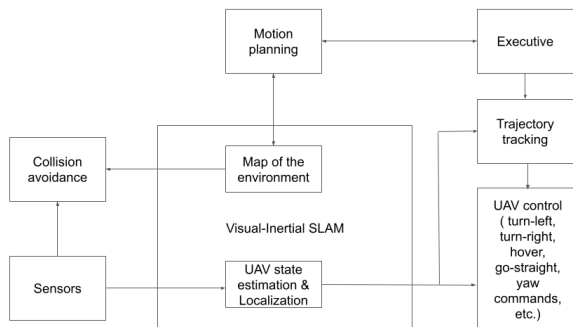 Motion
planning
Executive
Trajectory
tracking
Collision
avoidance
Map of the
environment
Visual-Inertial SLAM
UAV control
( turn-left,
turn-right,
hover,
go-straight,
yaw
commands,
etc.)
Sensors
UAV state
estimation &
Localization